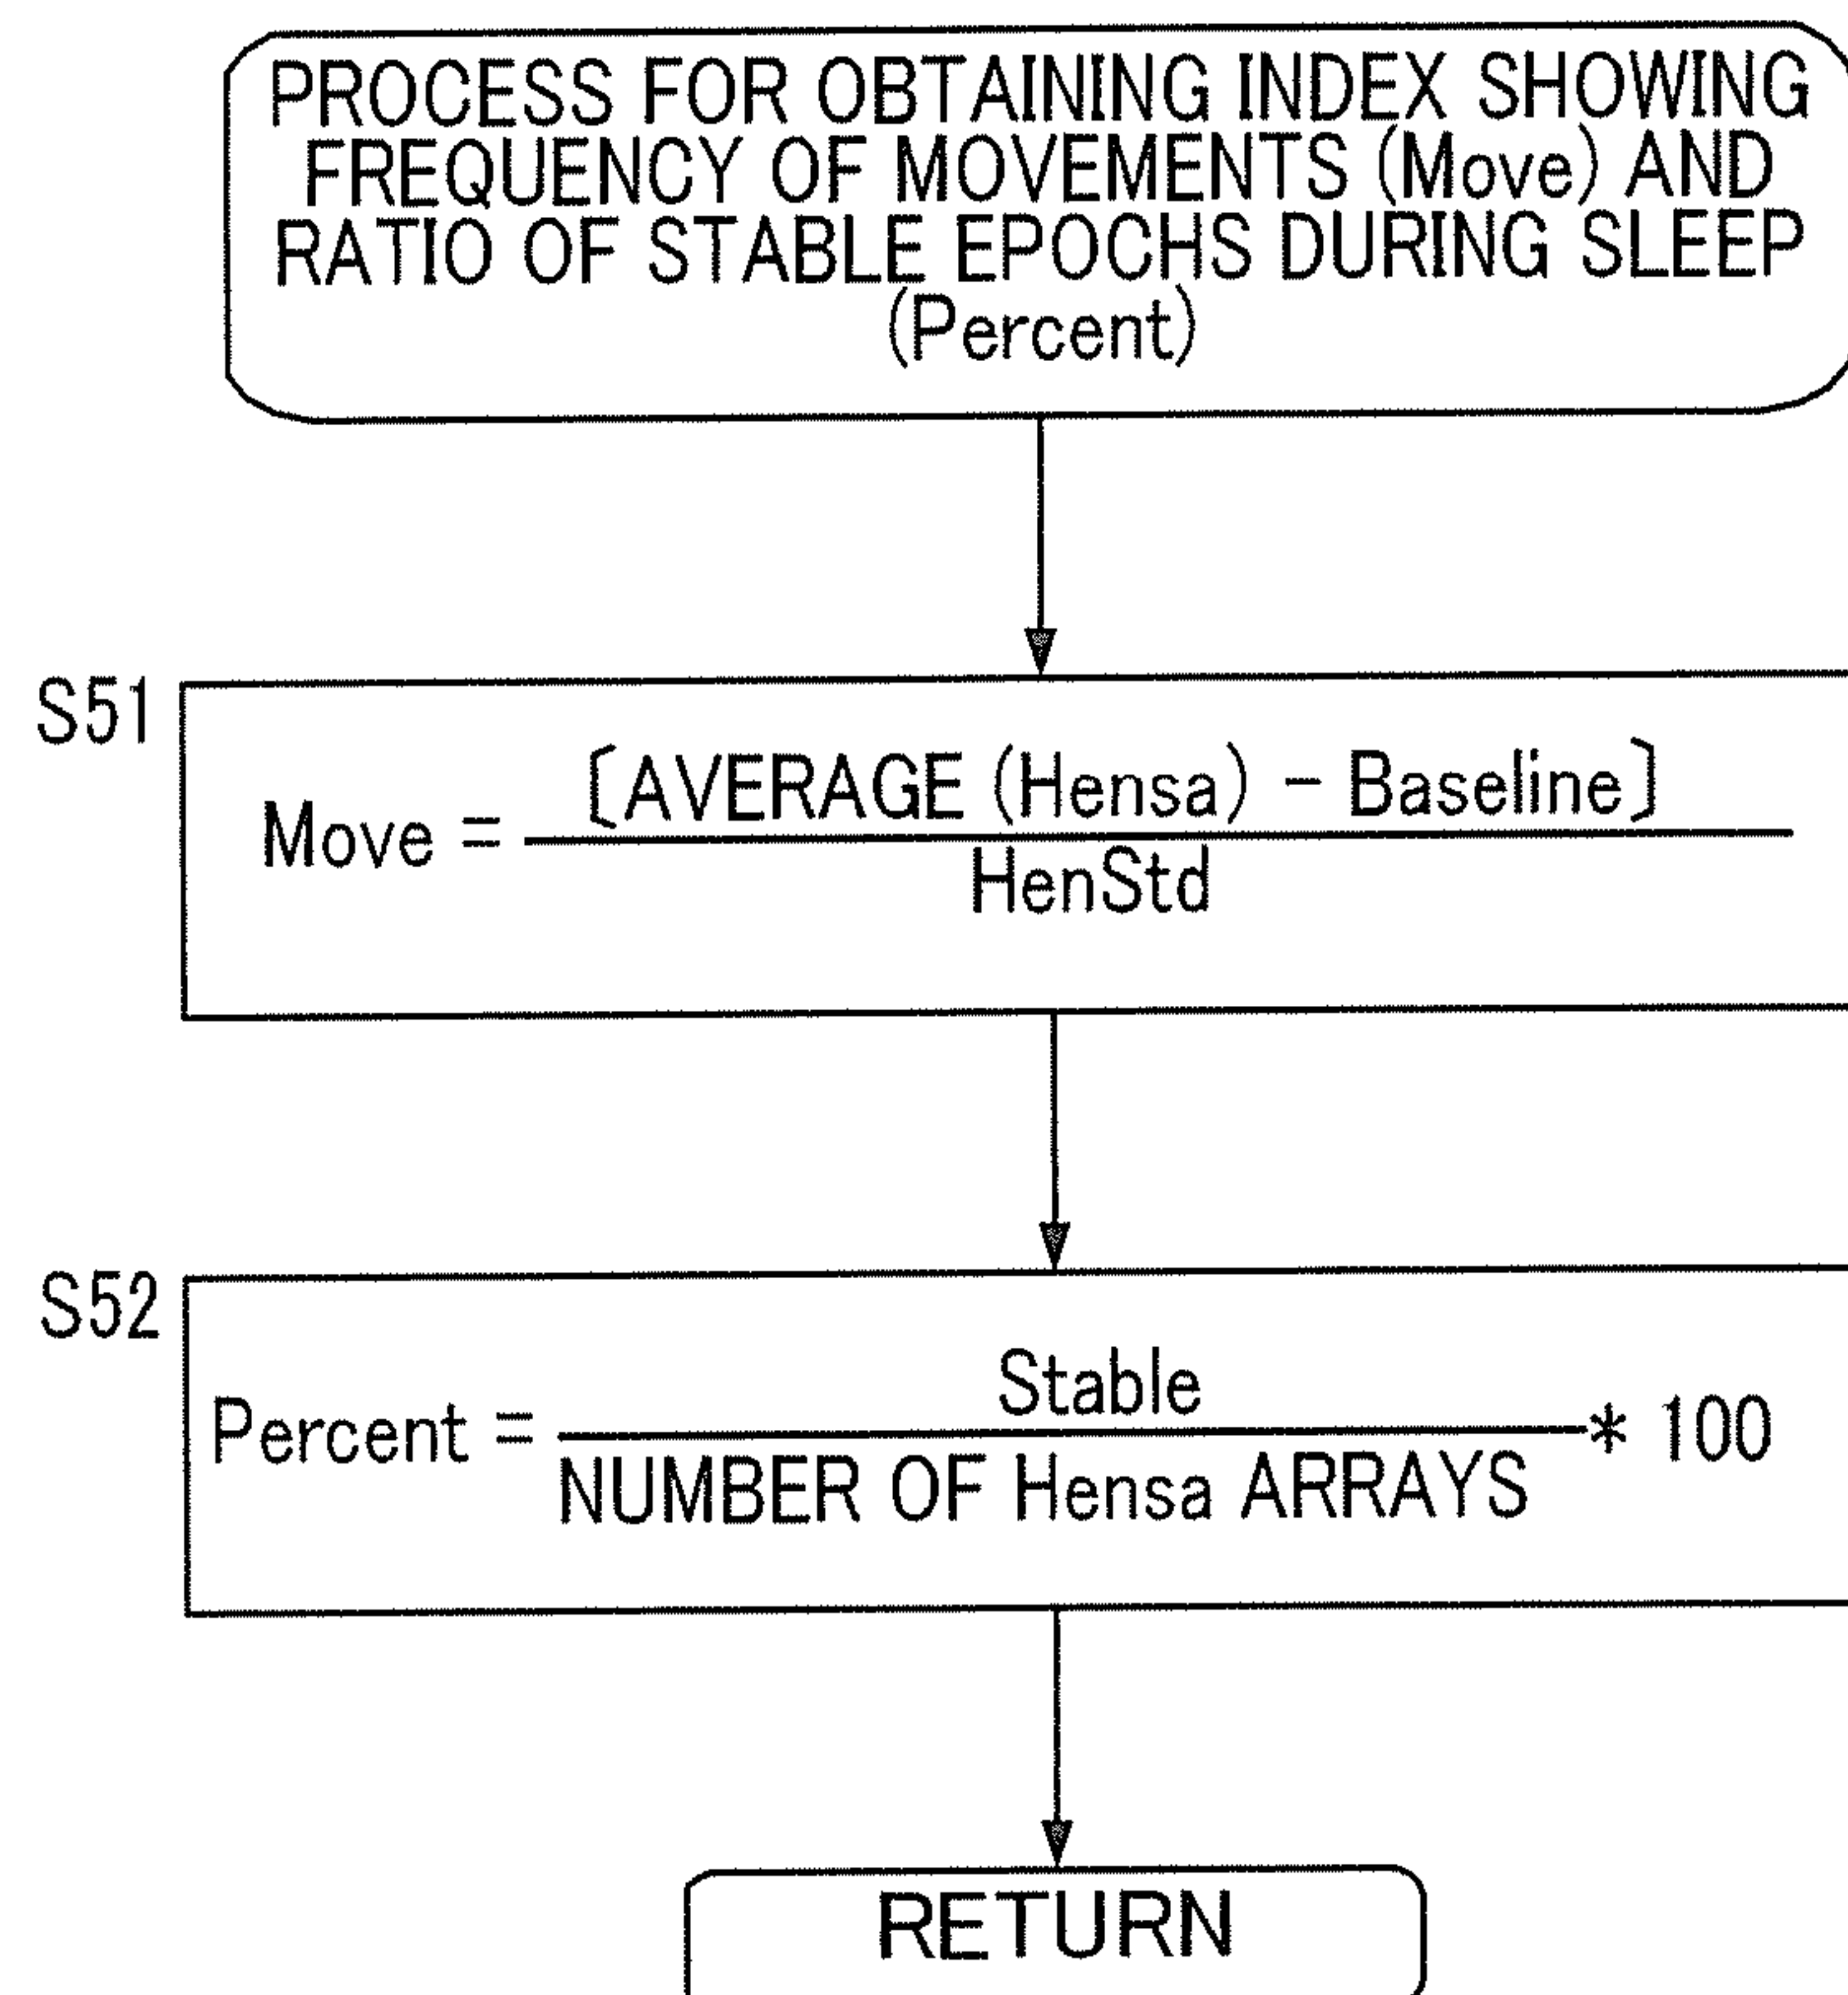 PROCESS FOR OBTAINING INDEX SHOWING
FREQUENCY OF MOVEMENTS (Move) AND
RATIO OF STABLE EPOCHS DURING SLEEP
(Percent)
S51
Move = 〔AVERAGE (Hensa) - Baseline〕
HenStd
S52
Stable
Percent = * 100
NUMBER OF Hensa ARRAYS
RETURN